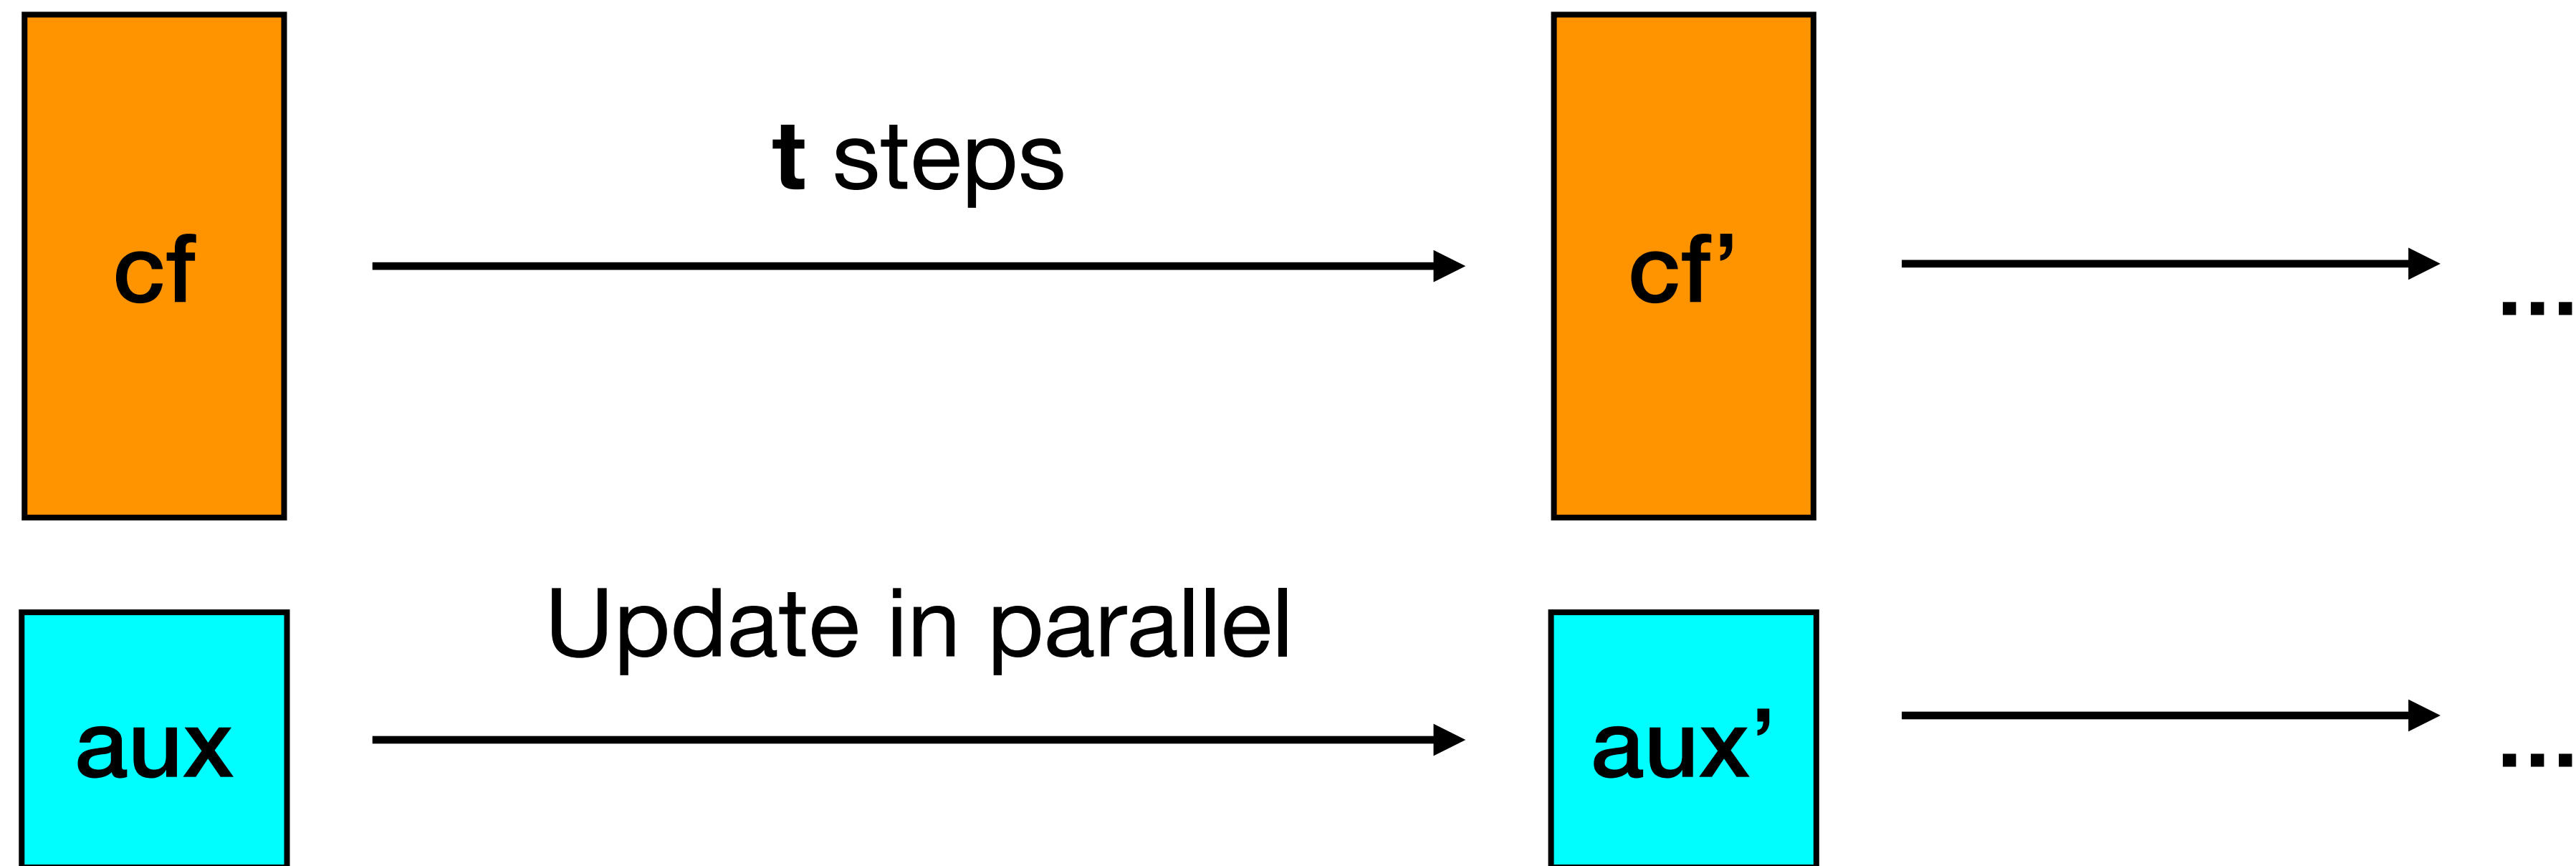 t steps
cf
cf’
...
Update in parallel
aux
aux’
...